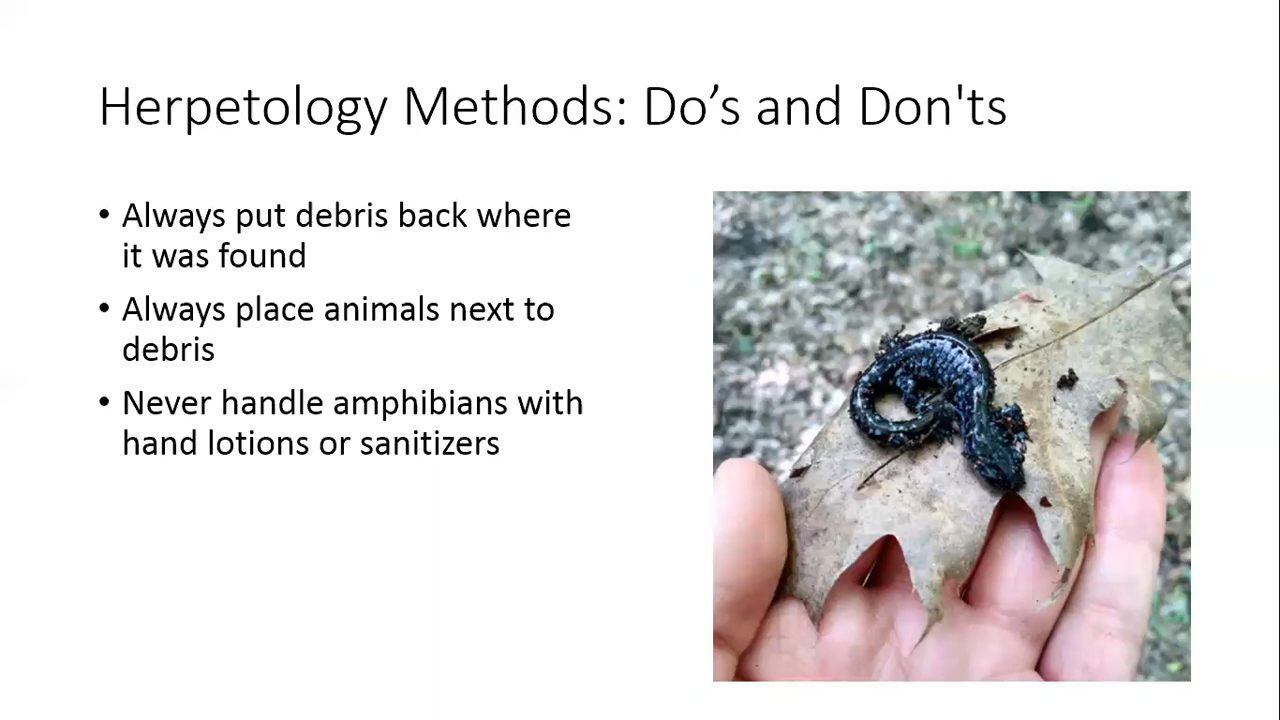 Herpetology Methods: Do’s and Don'ts
• Always put debris back where
it was found
• Always place animals next to
debris
• Never handle amphibians with
hand lotions or sanitizers